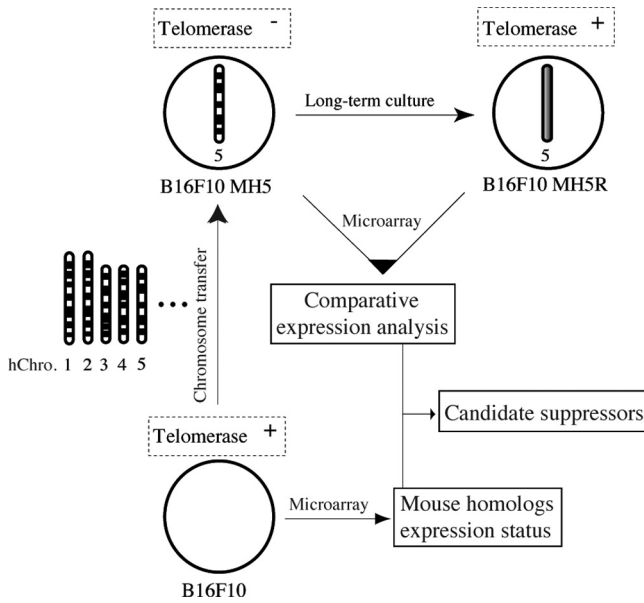 Telomerase -
Telomerase +
5
Long-term culture
5
B16F10 MH5
B16F10 MH5R
Microarray
Chromosome transfer
Comparative
expression analysis
hChro. 1 2 3 4 5
Candidate suppressors
Telomerase +
Microarray
Mouse homologs
expression status
B16F10